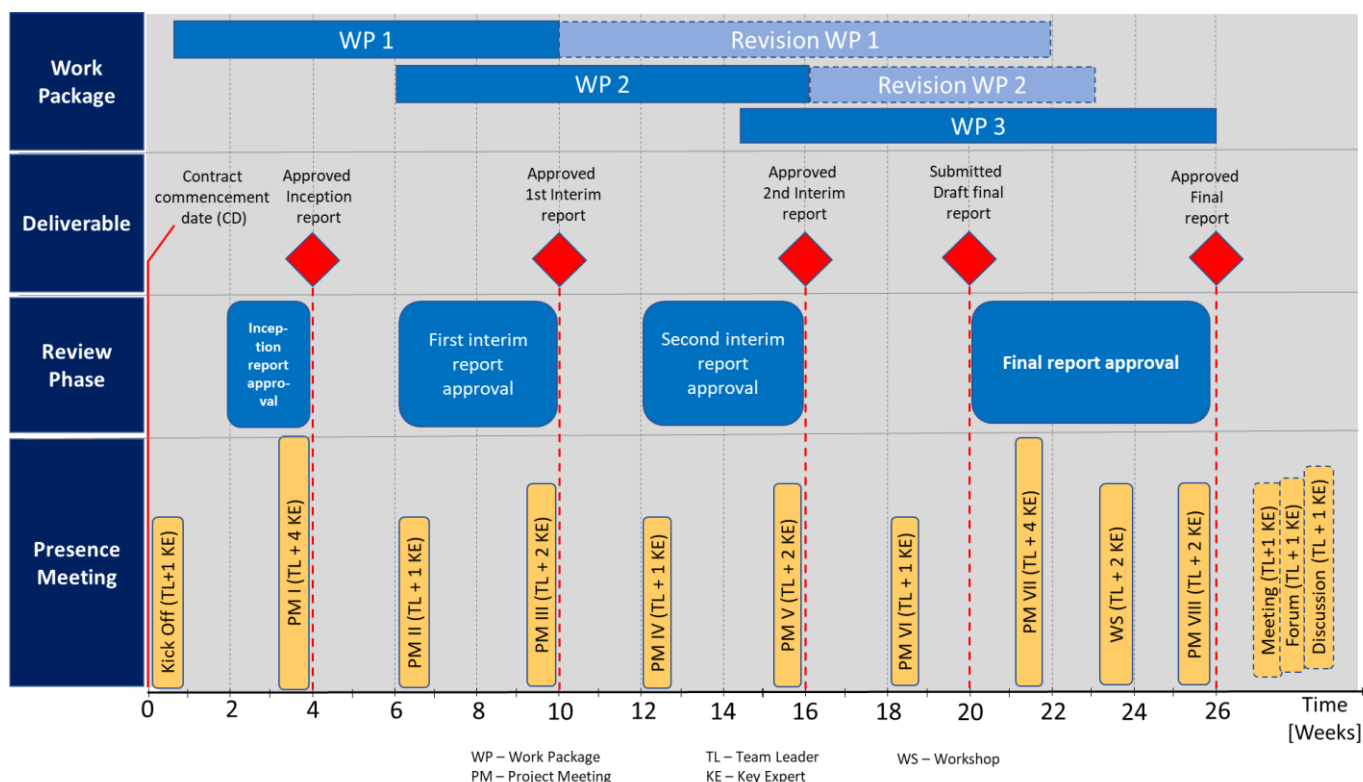 Work
Package
WP 1
Revision WP 1
WP 2
Revision WP 2
WP 3
Deliverable
Contract
commencement
date (CD)
Approved
Inception
report
Approved
1st Interim
report
Approved
2nd Interim
report
Submitted
Draft final
report
Approved
Final
report
Review
Phase
Incep-
tion
report
appro-
val
First interim
report
approval
Second interim
report
approval
Final report approval
Presence
Meeting
Kick Off (TL+1 KE)
PM I (TL + 4 KE)
PM II (TL + 1 KE)
PM III (TL + 2 KE)
PM IV (TL + 1 KE)
PM V (TL + 2 KE)
PM VI (TL + 1 KE)
PM VII (TL + 4 KE)
WS (TL + 2 KE)
PM VIII (TL + 2 KE)
Meeting (TL+1 KE)
Forum (TL + 1 KE)
Discussion (TL + 1 KE)
0 2 4 6 8 10 12 14 16 18 20 22 24 26 Time
[Weeks]
WP – Work Package TL – Team Leader WS – Workshop
PM – Project Meeting KE – Key Expert